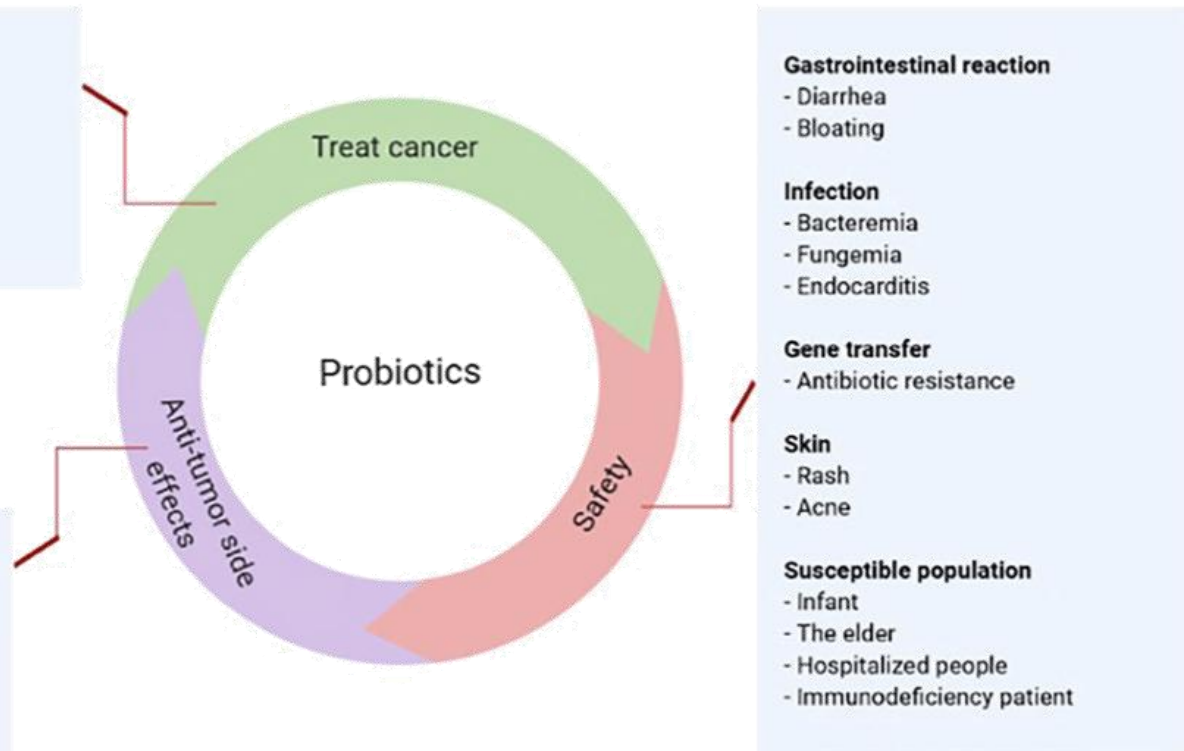 Treat cancer
Probiotics
Anti-tumor side
effects
Safety
Gastrointestinal reaction
- Diarrhea
- Bloating
Infection
- Bacteremia
- Fungemia
- Endocarditis
Gene transfer
- Antibiotic resistance
Skin
- Rash
- Acne
Susceptible population
- Infant
- The elder
- Hospitalized people
- Immunodeficiency patient